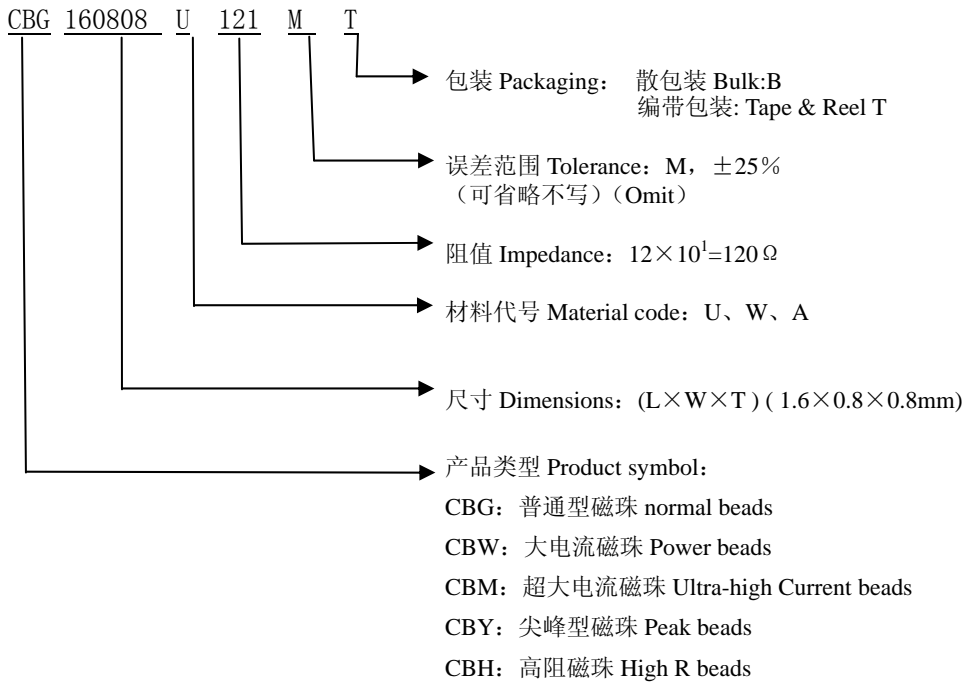 CBG 160808 U 121 M T
包装 Packaging： 散包装 Bulk:B
编带包装: Tape & Reel T
误差范围 Tolerance：M，±25％
（可省略不写）（Omit）
阻值 Impedance：12×10¹=120Ω
材料代号 Material code：U、W、A
尺寸 Dimensions：(L×W×T ) ( 1.6×0.8×0.8mm)
产品类型 Product symbol：
CBG：普通型磁珠 normal beads
CBW：大电流磁珠 Power beads
CBM：超大电流磁珠 Ultra-high Current beads
CBY：尖峰型磁珠 Peak beads
CBH：高阻磁珠 High R beads